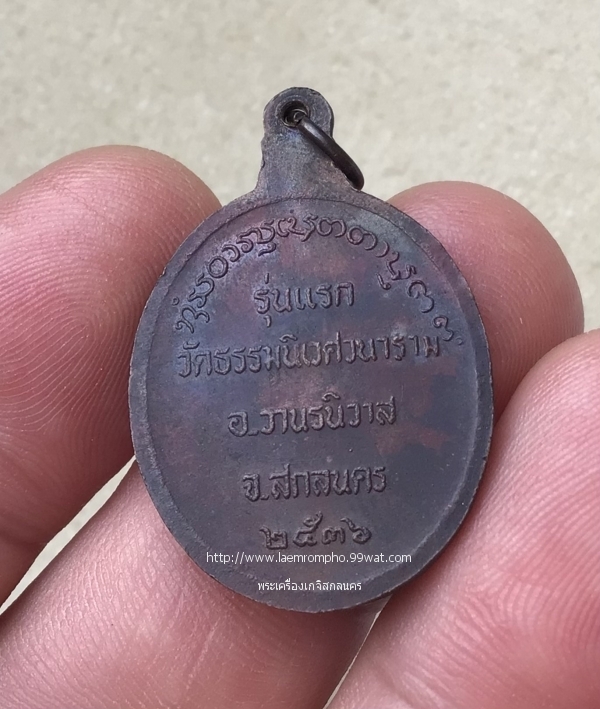 รุ่นแรก
วัดธรรมนิเวศวนาราม
อ.วานรนิวาส
จ.สกลนคร
๒๕๓๖
http://www.laemrompho.99wat.com
พระเครื่องเกจิสกลนคร